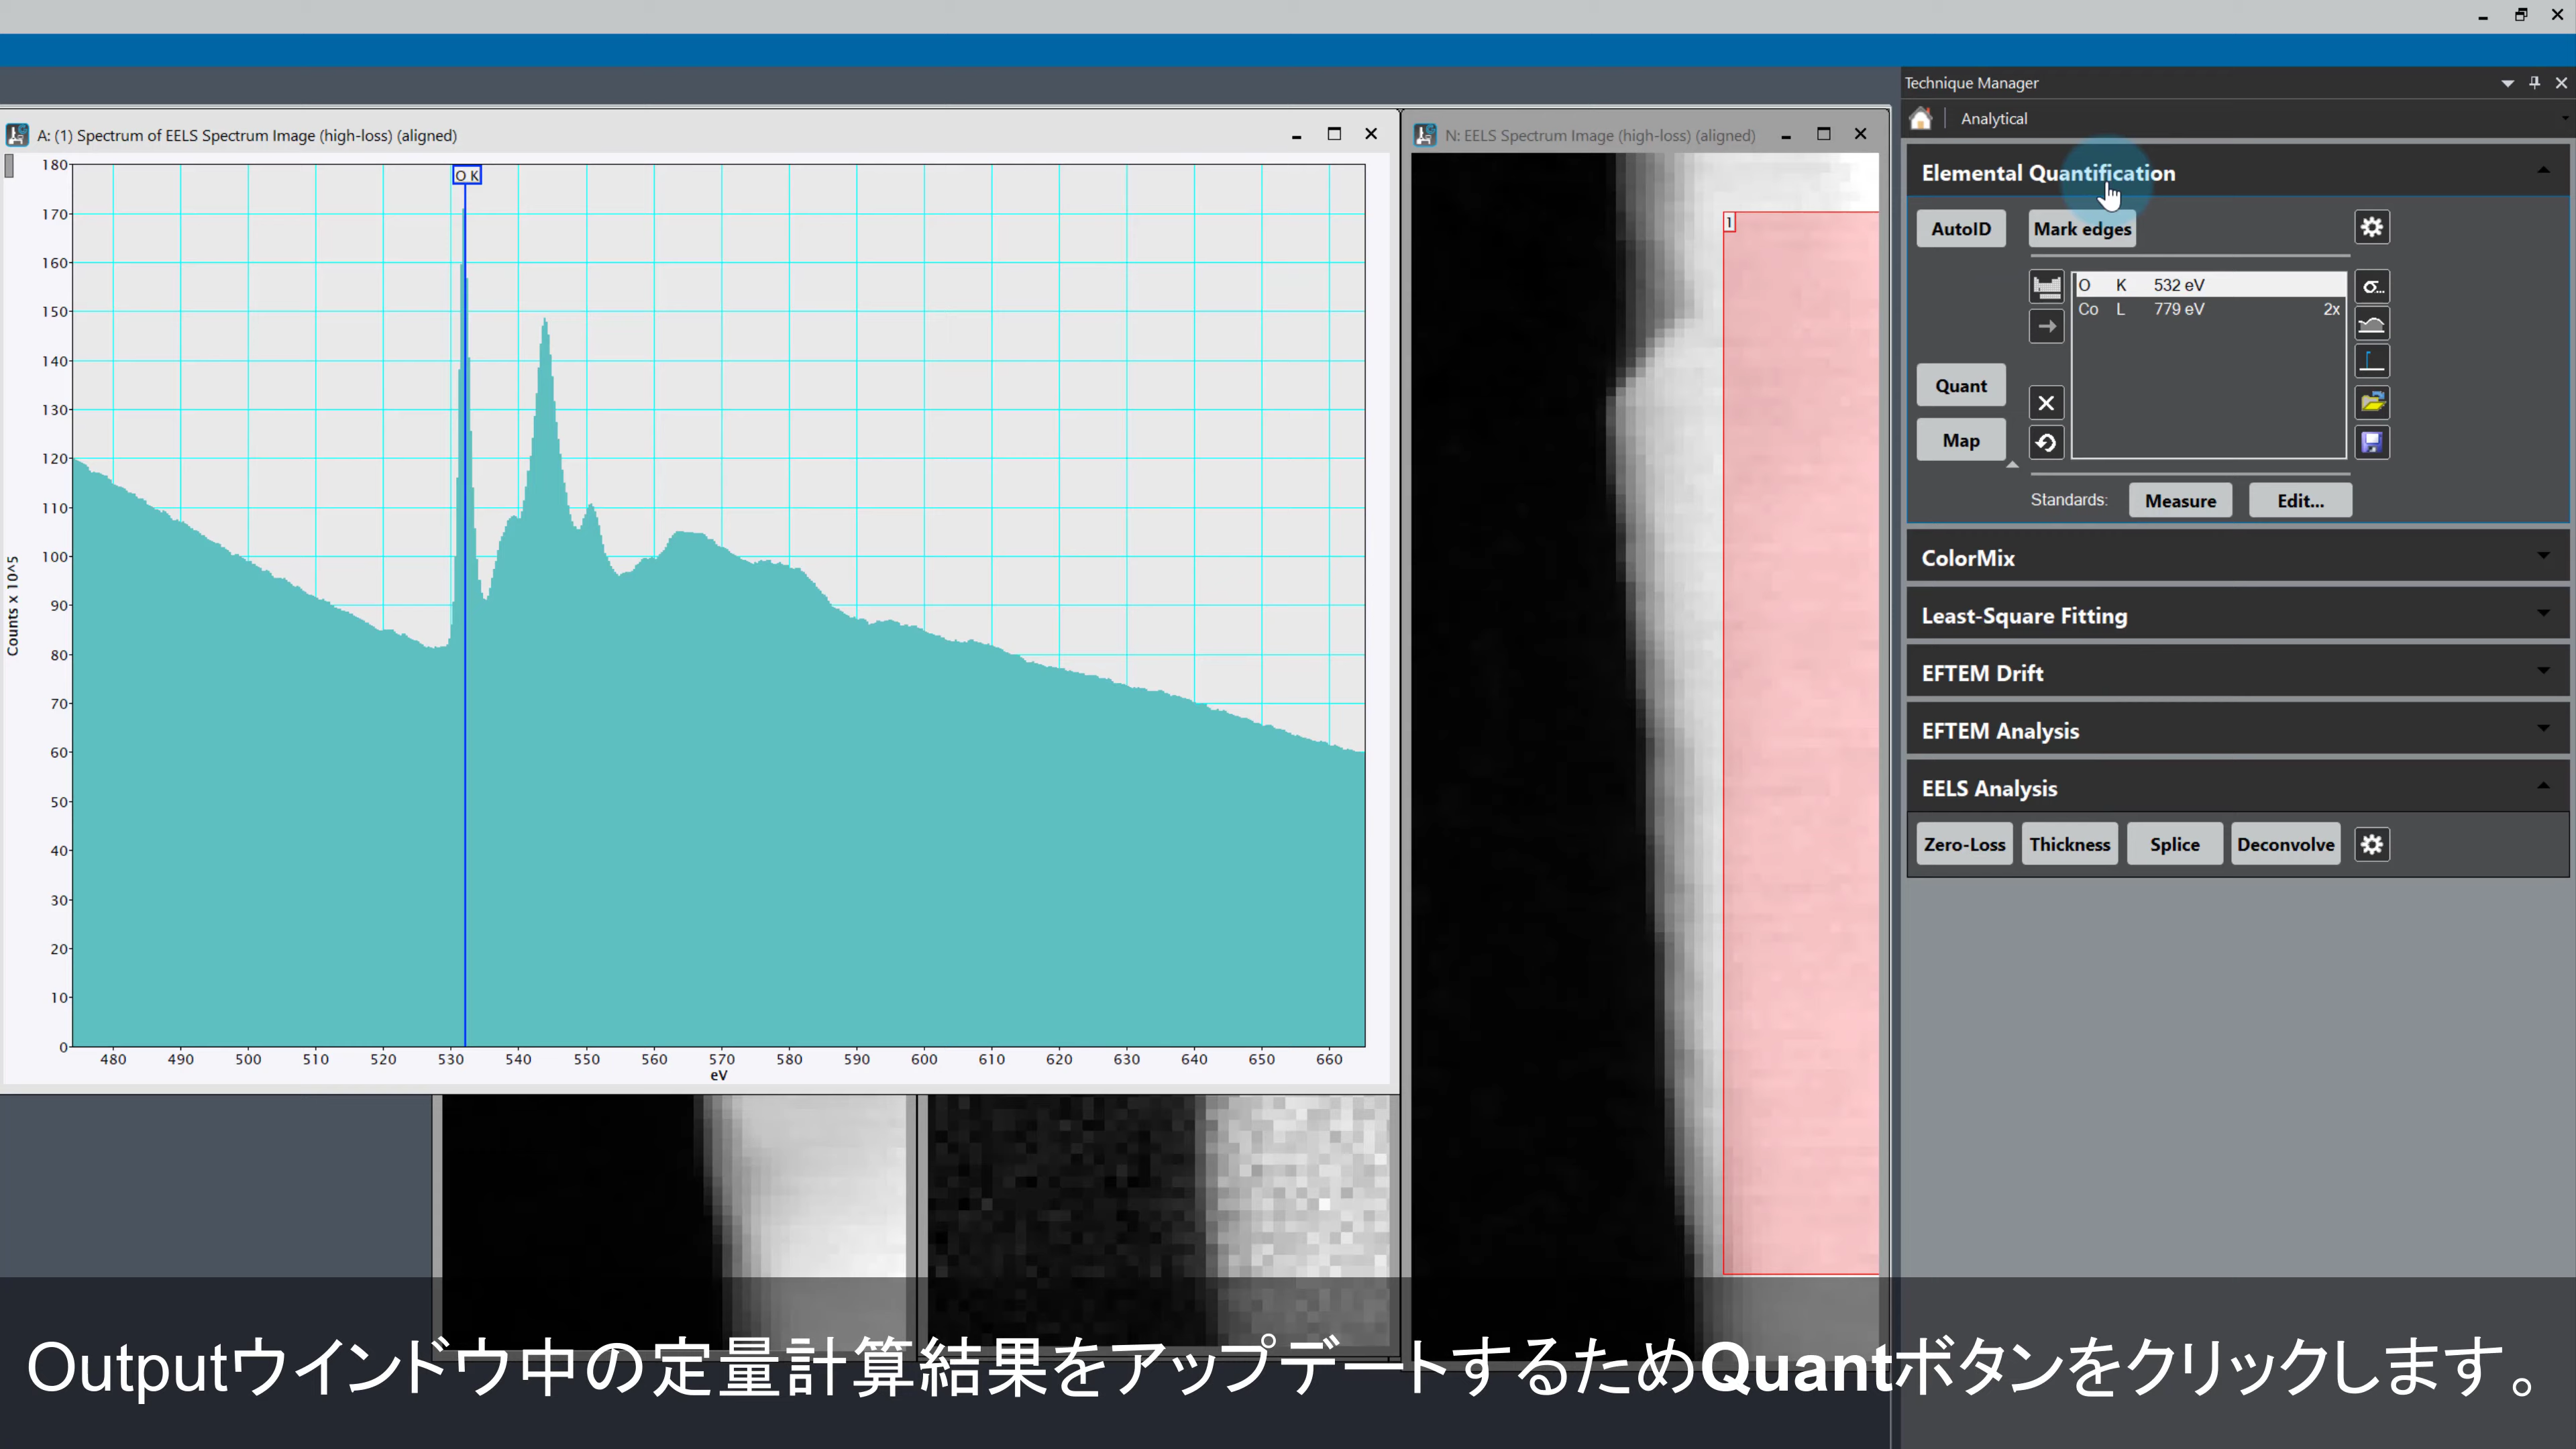 Technique Manager
Analytical
A: (1) Spectrum of EELS Spectrum Image (high-loss) (aligned)
N: EELS Spectrum Image (high-loss) (aligned)
Elemental Quantification
AutoID
Mark edges
O K 532 eV
Co L 779 eV 2x
σ...
Quant
Map
Standards:
Measure
Edit...
ColorMix
Least-Square Fitting
EFTEM Drift
EFTEM Analysis
EELS Analysis
Zero-Loss
Thickness
Splice
Deconvolve
O K
1
180
170
160
150
140
130
120
110
100
90
80
70
60
50
40
30
20
10
0
Counts x 10^5
480 490 500 510 520 530 540 550 560 570 580 590 600 610 620 630 640 650 660
eV
Outputウインドウ中の定量計算結果をアップデートするためQuantボタンをクリックします。